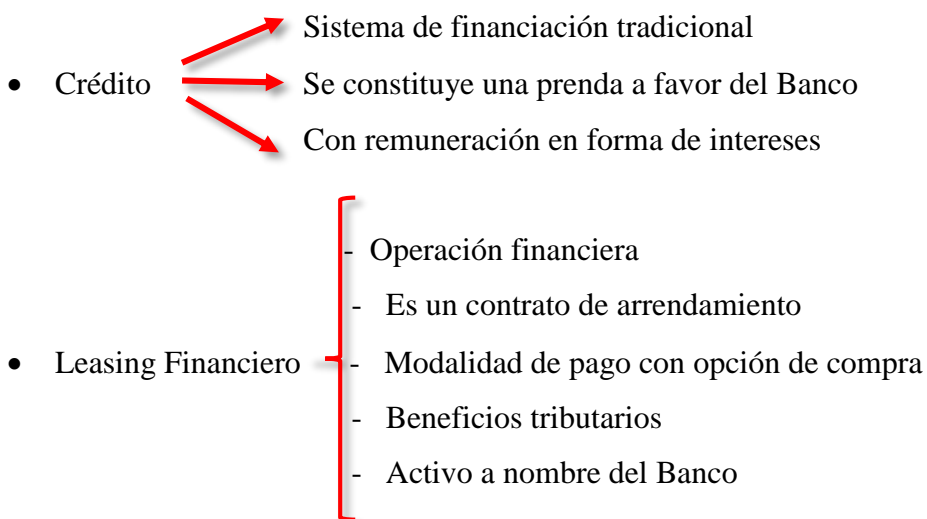 Sistema de financiación tradicional
• Crédito Se constituye una prenda a favor del Banco
Con remuneración en forma de intereses
- Operación financiera
- Es un contrato de arrendamiento
• Leasing Financiero - Modalidad de pago con opción de compra
- Beneficios tributarios
- Activo a nombre del Banco